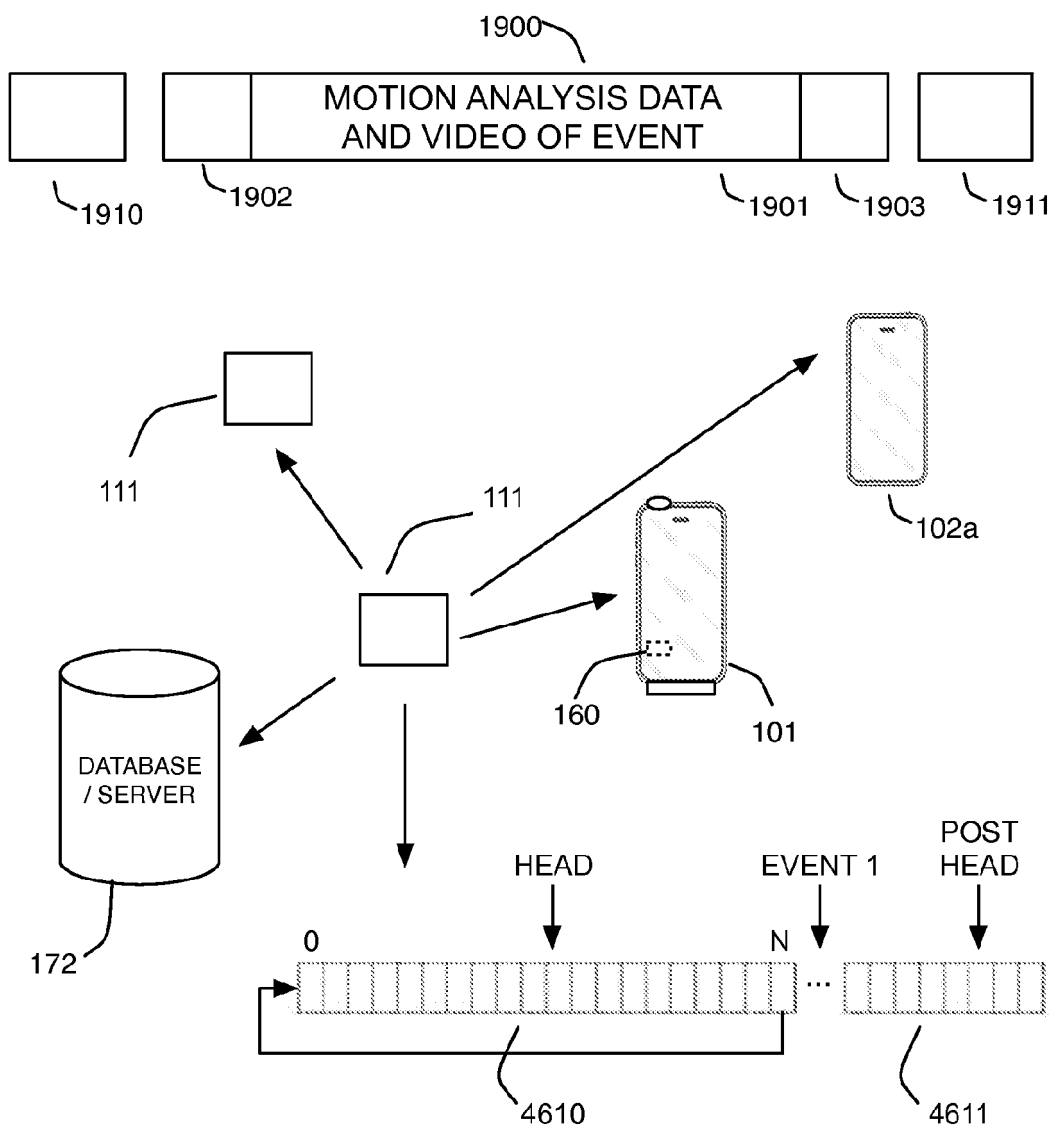 1900
MOTION ANALYSIS DATA
AND VIDEO OF EVENT
1910
1902
1901
1903
1911
111
111
102a
160
101
DATABASE
/ SERVER
172
HEAD
EVENT 1
POST
HEAD
0
N
...
4610
4611